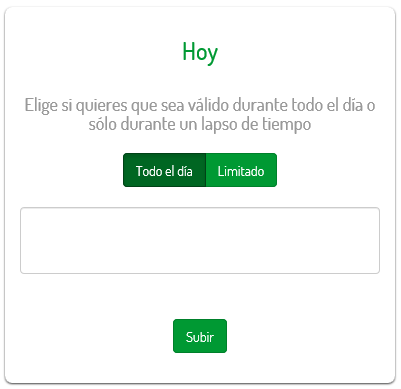 Hoy
Elige si quieres que sea válido durante todo el día o
sólo durante un lapso de tiempo
Todo el día Limitado
Subir